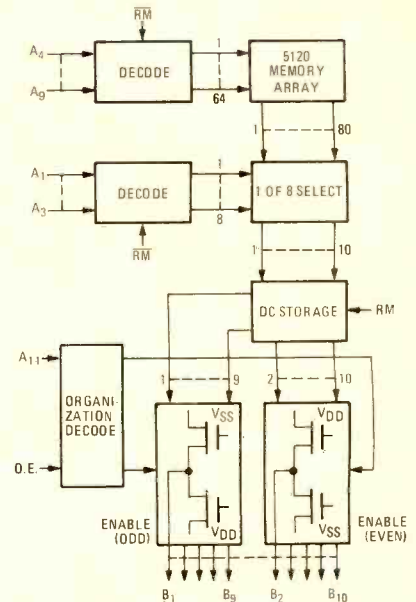 RM
A4
A9
DECODE
1
64
5120
MEMORY
ARRAY
1
80
A1
A3
DECODE
1
8
1 OF 8 SELECT
RM
1
10
DC STORAGE
RM
A11
O.E.
ORGANI-
ZATION
DECODE
1
9
2
10
VSS
VDD
VDD
VSS
ENABLE
(ODD)
ENABLE
(EVEN)
B1
B9
B2
B10